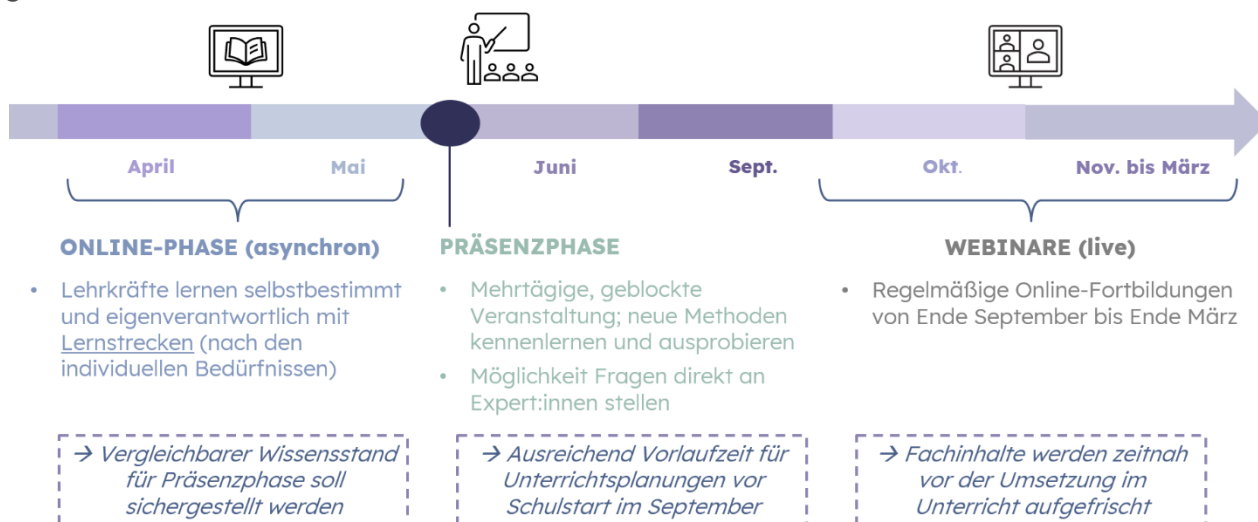 April
Mai
Juni
Sept.
Okt.
Nov. bis März
ONLINE-PHASE (asynchron)
• Lehrkräfte lernen selbstbestimmt
und eigenverantwortlich mit
Lernstrecken (nach den
individuellen Bedürfnissen)
→ Vergleichbarer Wissensstand
für Präsenzphase soll
sichergestellt werden
PRÄSENZPHASE
• Mehrtägige, geblockte
Veranstaltung; neue Methoden
kennenlernen und ausprobieren
• Möglichkeit Fragen direkt an
Expert:innen stellen
→ Ausreichend Vorlaufzeit für
Unterrichtsplanungen vor
Schulstart im September
WEBINARE (live)
• Regelmäßige Online-Fortbildungen
von Ende September bis Ende März
→ Fachinhalte werden zeitnah
vor der Umsetzung im
Unterricht aufgefrischt